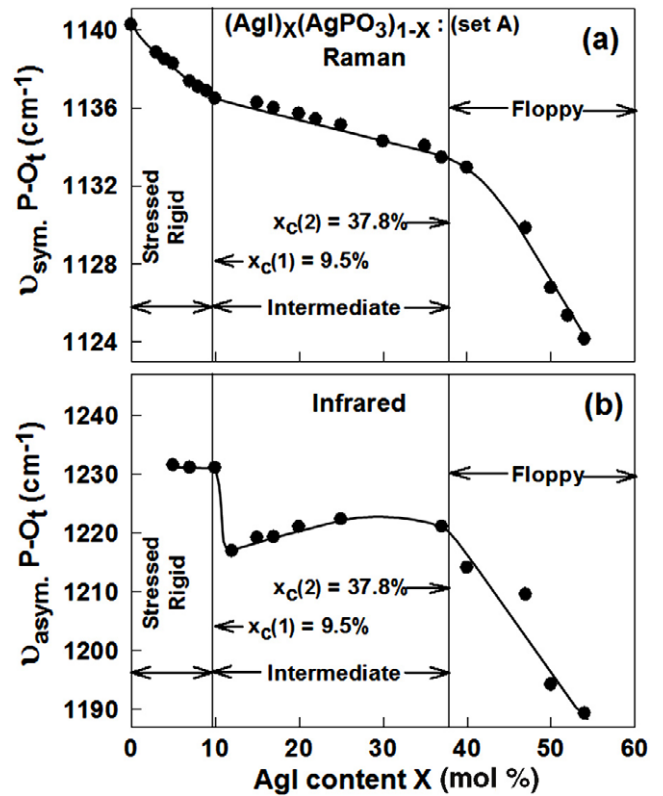 (AgI)X(AgPO3)1-X : (set A)
(a)
Raman
Floppy
xc(2) = 37.8%
xc(1) = 9.5%
Intermediate
Stressed
Rigid
υsym. P-Ot (cm-1)
1140
1136
1132
1128
1124
Infrared
(b)
Floppy
xc(2) = 37.8%
xc(1) = 9.5%
Intermediate
Stressed
Rigid
υasym. P-Ot (cm-1)
1240
1230
1220
1210
1200
1190
0 10 20 30 40 50 60
AgI content X (mol %)